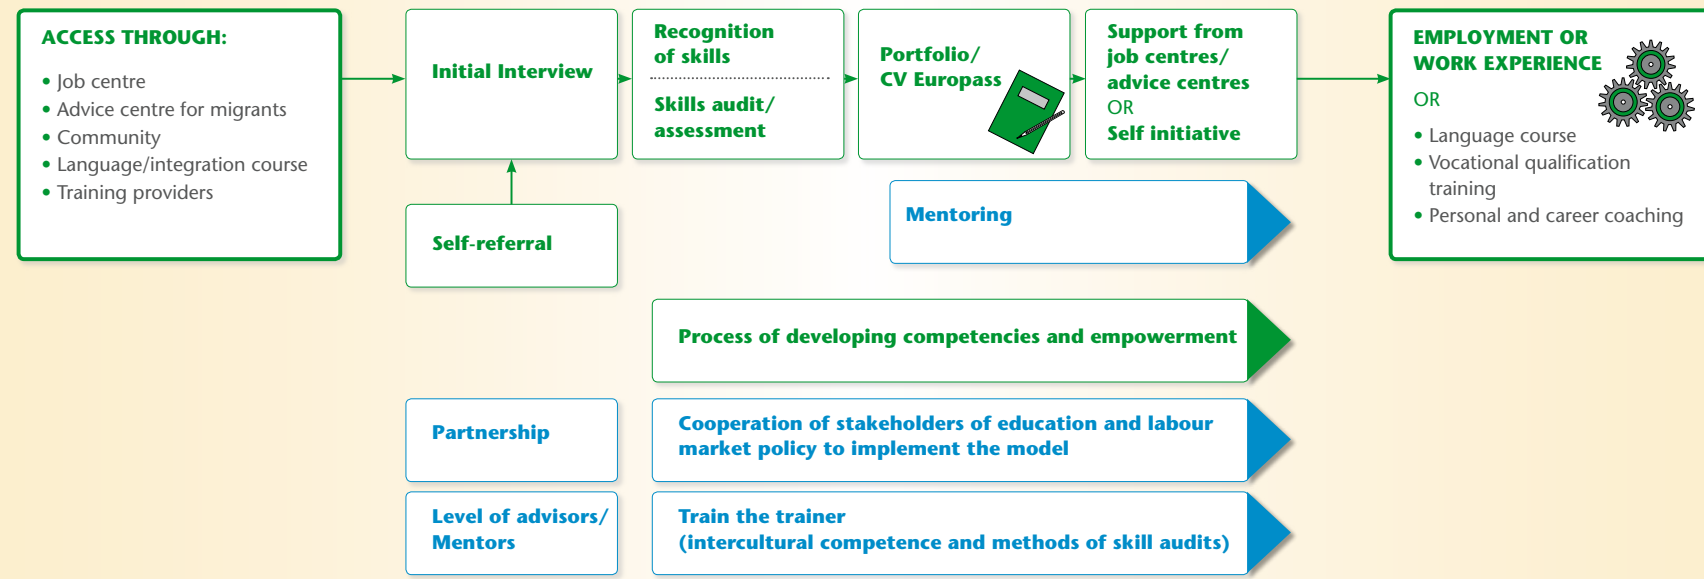 ACCESS THROUGH:
• Job centre
• Advice centre for migrants
• Community
• Language/integration course
• Training providers
Initial Interview
Self-referral
Recognition
of skills
Skills audit/
assessment
Portfolio/
CV Europass
Support from
job centres/
advice centres
OR
Self initiative
EMPLOYMENT OR
WORK EXPERIENCE
OR
• Language course
• Vocational qualification
training
• Personal and career coaching
Mentoring
Process of developing competencies and empowerment
Partnership
Cooperation of stakeholders of education and labour
market policy to implement the model
Level of advisors/
Mentors
Train the trainer
(intercultural competence and methods of skill audits)